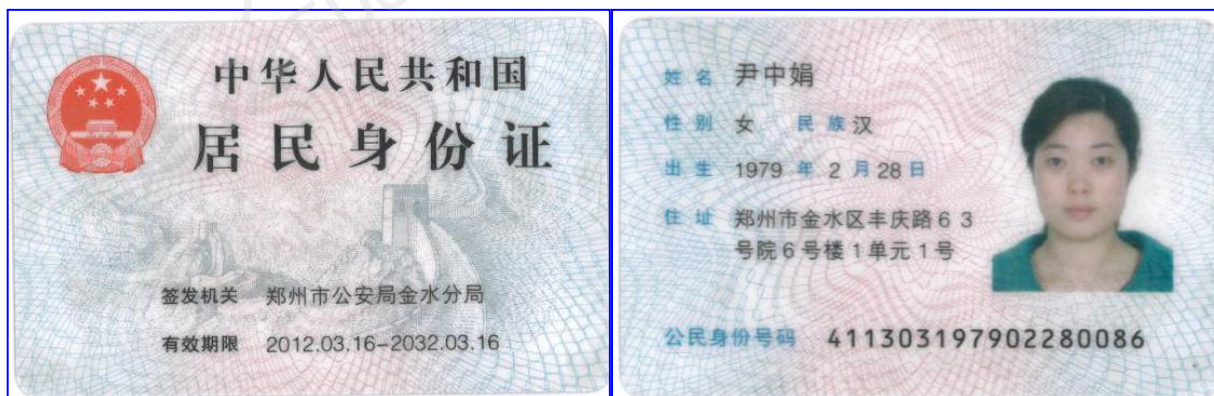 中华人民共和国
居民身份证
签发机关 郑州市公安局金水分局
有效期限 2012.03.16-2032.03.16
姓名 尹中娟
性别 女 民族 汉
出生 1979 年 2 月 28 日
住址 郑州市金水区丰庆路63
号院6号楼1单元1号
公民身份号码 411303197902280086